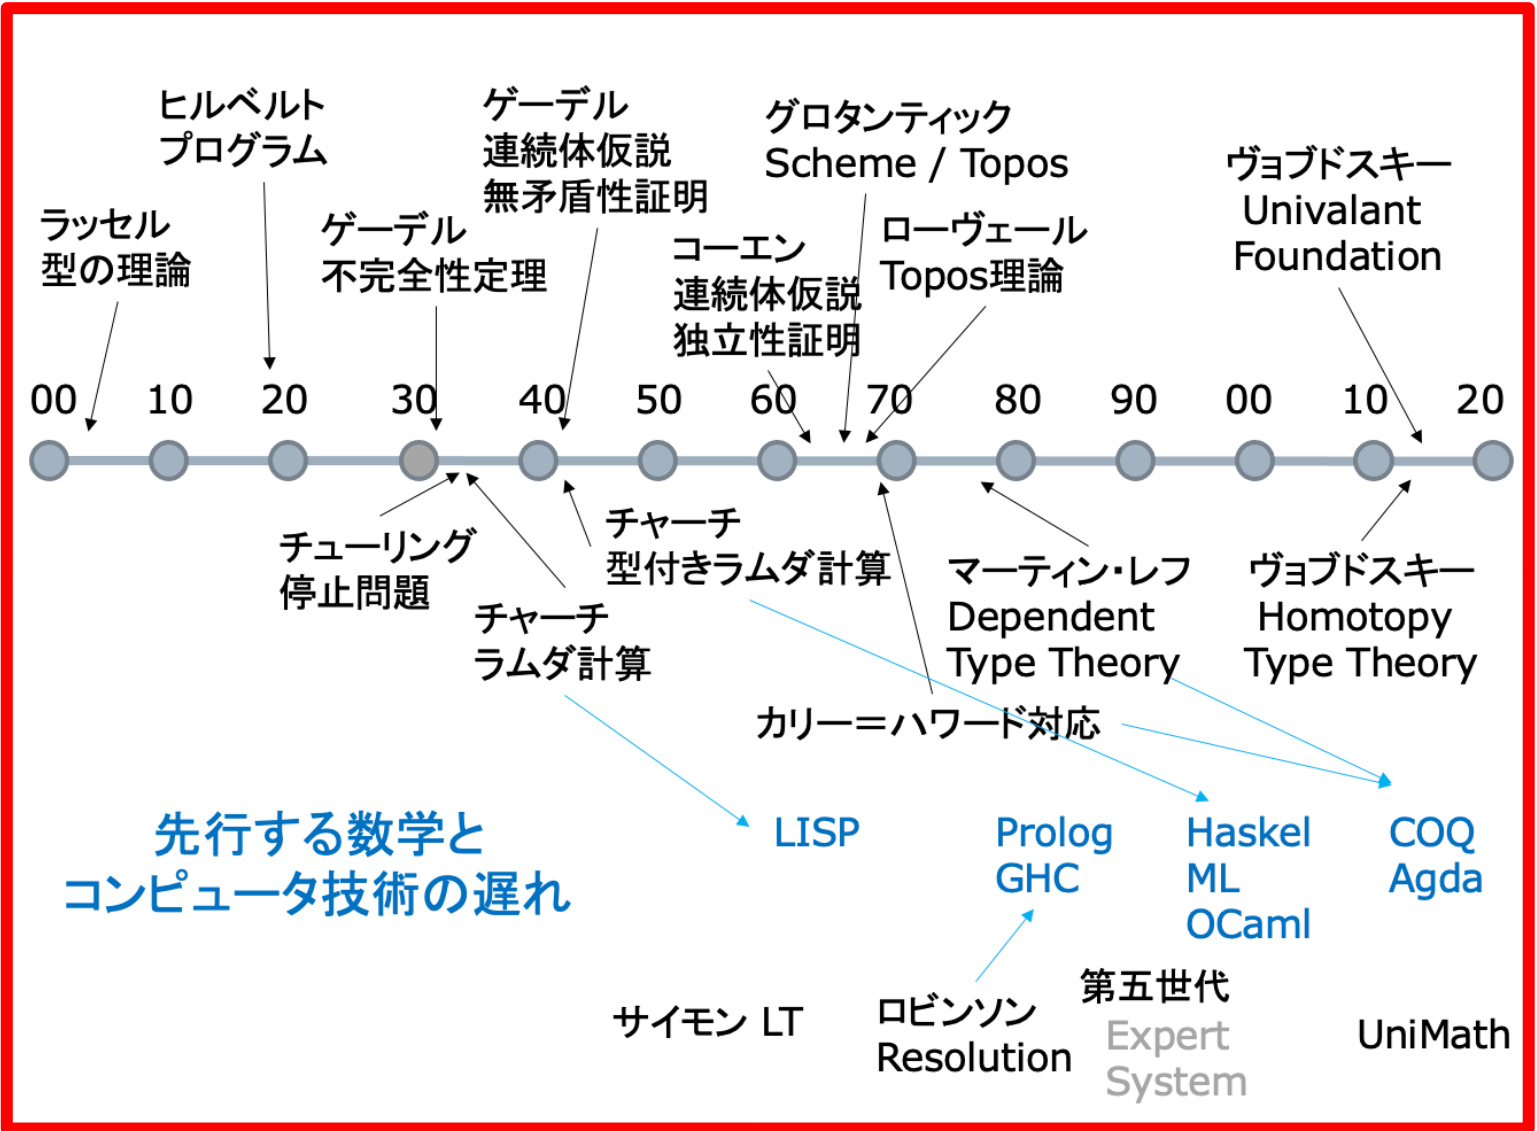 ヒルベルト
プログラム
ゲーデル
連続体仮説
無矛盾性証明
グロタンティック
Scheme / Topos
ヴョブドスキー
Univalant
Foundation
ラッセル
型の理論
ゲーデル
不完全性定理
コーエン
連続体仮説
独立性証明
ローヴェール
Topos理論
00 10 20 30 40 50 60 70 80 90 00 10 20
チューリング
停止問題
チャーチ
ラムダ計算
チャーチ
型付きラムダ計算
マーティン・レフ
Dependent
Type Theory
ヴョブドスキー
Homotopy
Type Theory
カリー＝ハワード対応
先行する数学と
コンピュータ技術の遅れ
LISP
Prolog
GHC
Haskel
ML
OCaml
COQ
Agda
サイモン LT
ロビンソン
Resolution
第五世代
Expert
System
UniMath